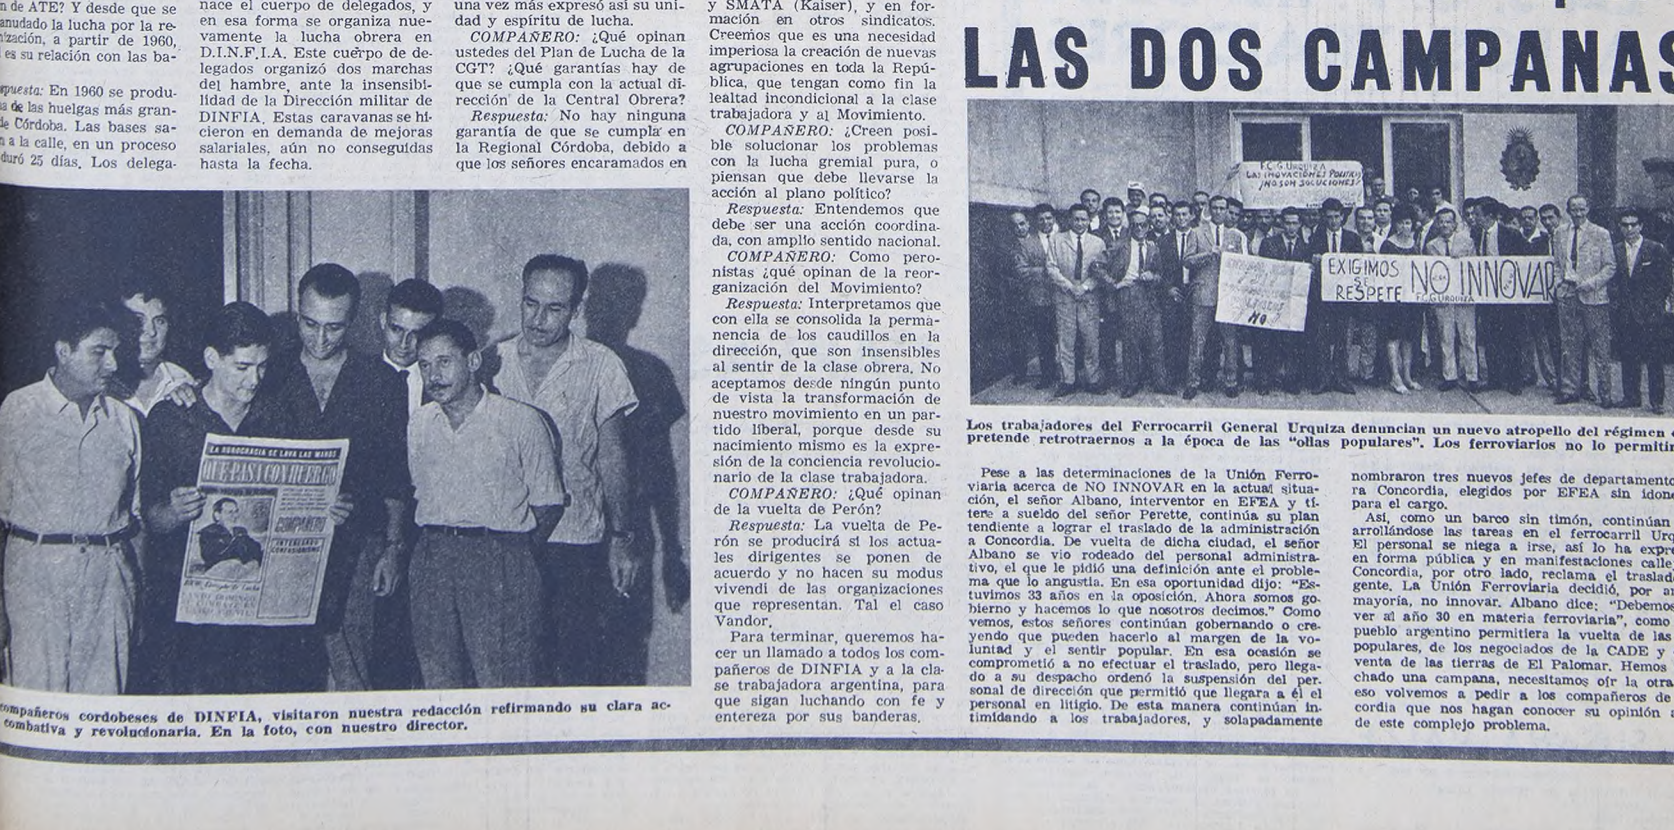 n de ATE? Y desde que se
anudado la lucha por la re-
ización, a partir de 1960,
es su relación con las ba-
spuesta: En 1960 se produ-
a de las huelgas más gran-
de Córdoba. Las bases sa-
n a la calle, en un proceso
duró 25 días. Los delega-
nace el cuerpo de delegados, y
en esa forma se organiza nue-
vamente la lucha obrera en
D.I.N.F.I.A. Este cuerpo de de-
legados organizó dos marchas
del hambre, ante la insensibi-
lidad de la Dirección militar de
DINFIA. Estas caravanas se hi-
cieron en demanda de mejoras
salariales, aún no conseguidas
hasta la fecha.
una vez más expresó así su uni-
dad y espíritu de lucha.
COMPAÑERO: ¿Qué opinan
ustedes del Plan de Lucha de la
CGT? ¿Qué garantías hay de
que se cumpla con la actual di-
rección de la Central Obrera?
Respuesta: No hay ninguna
garantía de que se cumpla en
la Regional Córdoba, debido a
que los señores encaramados en
LA BUROCRACIA SE LAVA LAS MANOS
QUE PASA CON HUERGO
COMPAÑERO
compañeros cordobeses de DINFIA, visitaron nuestra redacción refirmando su clara ac-
combativa y revolucionaria. En la foto, con nuestro director.
y SMATA (Kaiser), y en for-
mación en otros sindicatos.
Creemos que es una necesidad
imperiosa la creación de nuevas
agrupaciones en toda la Repú-
blica, que tengan como fin la
lealtad incondicional a la clase
trabajadora y al Movimiento.
COMPAÑERO: ¿Creen posi-
ble solucionar los problemas
con la lucha gremial pura, o
piensan que debe llevarse la
acción al plano político?
Respuesta: Entendemos que
debe ser una acción coordina-
da, con amplio sentido nacional.
COMPAÑERO: Como pero-
nistas ¿qué opinan de la reor-
ganización del Movimiento?
Respuesta: Interpretamos que
con ella se consolida la perma-
nencia de los caudillos en la
dirección, que son insensibles
al sentir de la clase obrera. No
aceptamos desde ningún punto
de vista la transformación de
nuestro movimiento en un par-
tido liberal, porque desde su
nacimiento mismo es la expre-
sión de la conciencia revolucio-
nario de la clase trabajadora.
COMPAÑERO: ¿Qué opinan
de la vuelta de Perón?
Respuesta: La vuelta de Pe-
rón se producirá si los actua-
les dirigentes se ponen de
acuerdo y no hacen su modus
vivendi de las organizaciones
que representan. Tal el caso
Vandor.
Para terminar, queremos ha-
cer un llamado a todos los com-
pañeros de DINFIA y a la cla-
se trabajadora argentina, para
que sigan luchando con fe y
entereza por sus banderas.
LAS DOS CAMPANAS
F.C.G. URQUIZA
LAS INOVACIONES POLITIC
¡NO SON SOLUCIONES!
NO
EXIGIMOS
SE
RESPETE
NO INNOVAR
F.C.G. URQUIZA
Los trabajadores del Ferrocarril General Urquiza denuncian un nuevo atropello del régimen
pretende retrotraernos a la época de las "ollas populares". Los ferroviarios no lo permitir
Pese a las determinaciones de la Unión Ferro-
viaria acerca de NO INNOVAR en la actual situa-
ción, el señor Albano, interventor en EFEA y tí-
tere a sueldo del señor Perette, continúa su plan
tendiente a lograr el traslado de la administración
a Concordia. De vuelta de dicha ciudad, el señor
Albano se vio rodeado del personal administra-
tivo, el que le pidió una definición ante el proble-
ma que lo angustia. En esa oportunidad dijo: "Es-
tuvimos 33 años en la oposición. Ahora somos go-
bierno y hacemos lo que nosotros decimos." Como
vemos, estos señores continúan gobernando o cre-
yendo que pueden hacerlo al margen de la vo-
luntad y el sentir popular. En esa ocasión se
comprometió a no efectuar el traslado, pero llega-
do a su despacho ordenó la suspensión del per-
sonal de dirección que permitió que llegara a él el
personal en litigio. De esta manera continúan in-
timidando a los trabajadores, y solapadamente
nombraron tres nuevos jefes de departamento
ra Concordia, elegidos por EFEA sin idon
para el cargo.
Así, como un barco sin timón, continúan
arrollándose las tareas en el ferrocarril Urq
El personal se niega a irse, así lo ha expre
en forma pública y en manifestaciones calle
Concordia, por otro lado, reclama el traslad
gente. La Unión Ferroviaria decidió, por a
mayoría, no innovar. Albano dice: "Debemos
ver al año 30 en materia ferroviaria", como
pueblo argentino permitiera la vuelta de las
populares, de los negociados de la CADE y
venta de las tierras de El Palomar. Hemos
chado una campana, necesitamos oír la otra
eso volvemos a pedir a los compañeros de
cordia que nos hagan conocer su opinión
de este complejo problema.